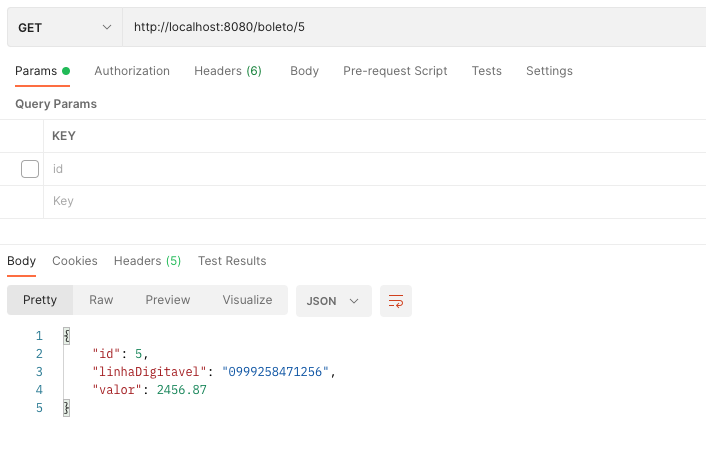 GET http://localhost:8080/boleto/5
Params Authorization Headers (6) Body Pre-request Script Tests Settings
Query Params
KEY
id
Key
Body Cookies Headers (5) Test Results
Pretty Raw Preview Visualize JSON
1 {
2 "id": 5,
3 "linhaDigitavel": "0999258471256",
4 "valor": 2456.87
5 }